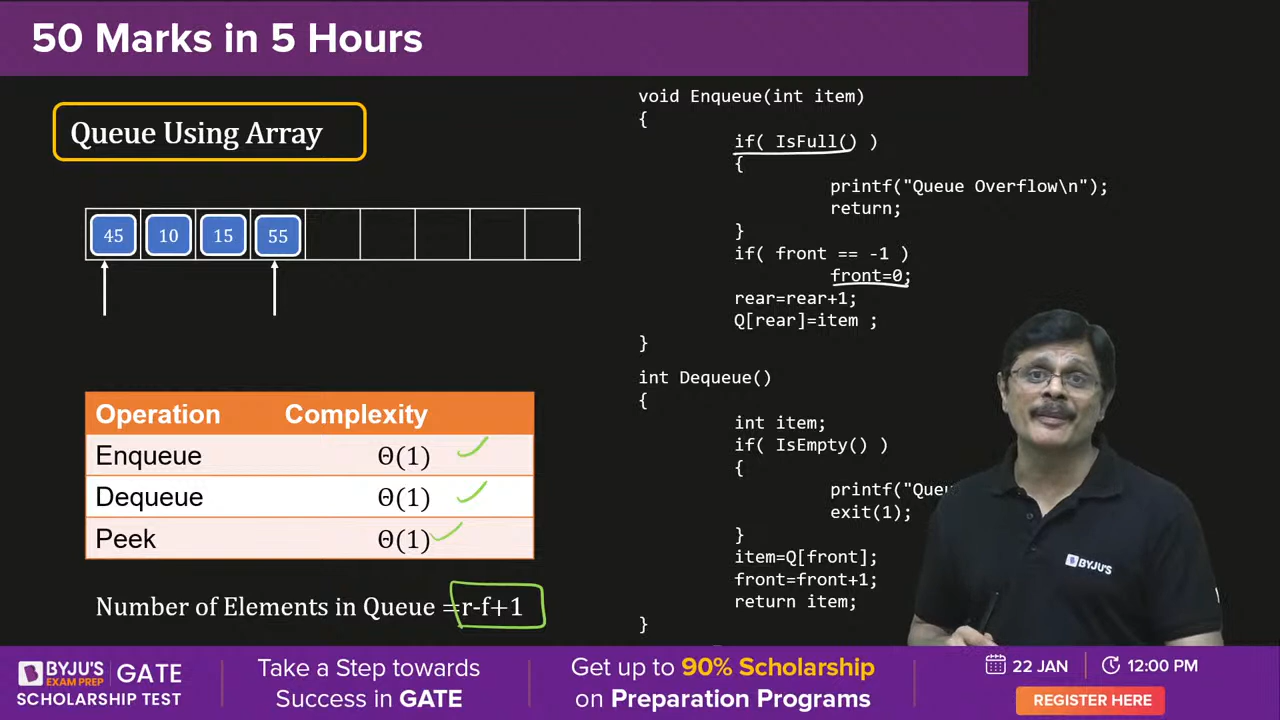 50 Marks in 5 Hours
Queue Using Array
45 10 15 55
Operation Complexity
Enqueue Θ(1)
Dequeue Θ(1)
Peek Θ(1)
Number of Elements in Queue =r-f+1
void Enqueue(int item)
{
if( IsFull() )
{
printf("Queue Overflow\n");
return;
}
if( front == -1 )
front=0;
rear=rear+1;
Q[rear]=item ;
}
int Dequeue()
{
int item;
if( IsEmpty() )
{
printf("Queu
exit(1);
}
item=Q[front];
front=front+1;
return item;
}
BYJU'S
BYJU'S
EXAM PREP
GATE
SCHOLARSHIP TEST
Take a Step towards
Success in GATE
Get up to 90% Scholarship
on Preparation Programs
22 JAN
12:00 PM
REGISTER HERE